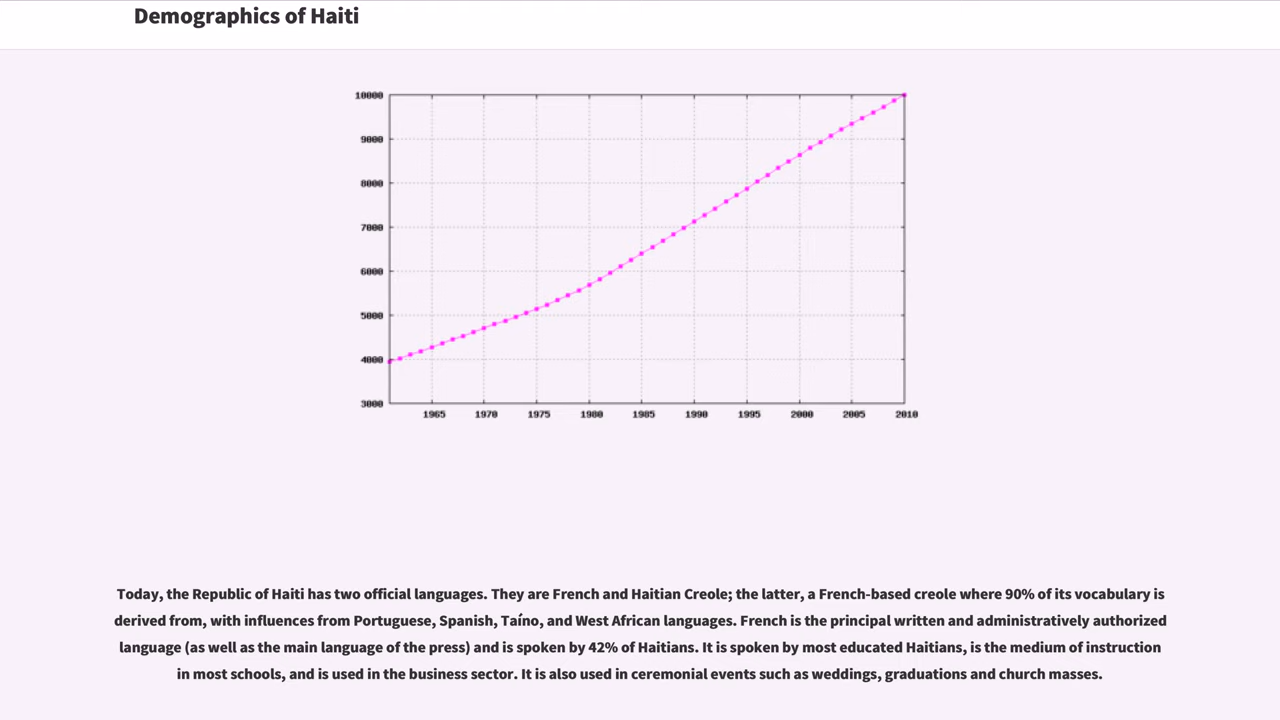 Demographics of Haiti
10000
9000
8000
7000
6000
5000
4000
3000
1965 1970 1975 1980 1985 1990 1995 2000 2005 2010
Today, the Republic of Haiti has two official languages. They are French and Haitian Creole; the latter, a French-based creole where 90% of its vocabulary is
derived from, with influences from Portuguese, Spanish, Taíno, and West African languages. French is the principal written and administratively authorized
language (as well as the main language of the press) and is spoken by 42% of Haitians. It is spoken by most educated Haitians, is the medium of instruction
in most schools, and is used in the business sector. It is also used in ceremonial events such as weddings, graduations and church masses.